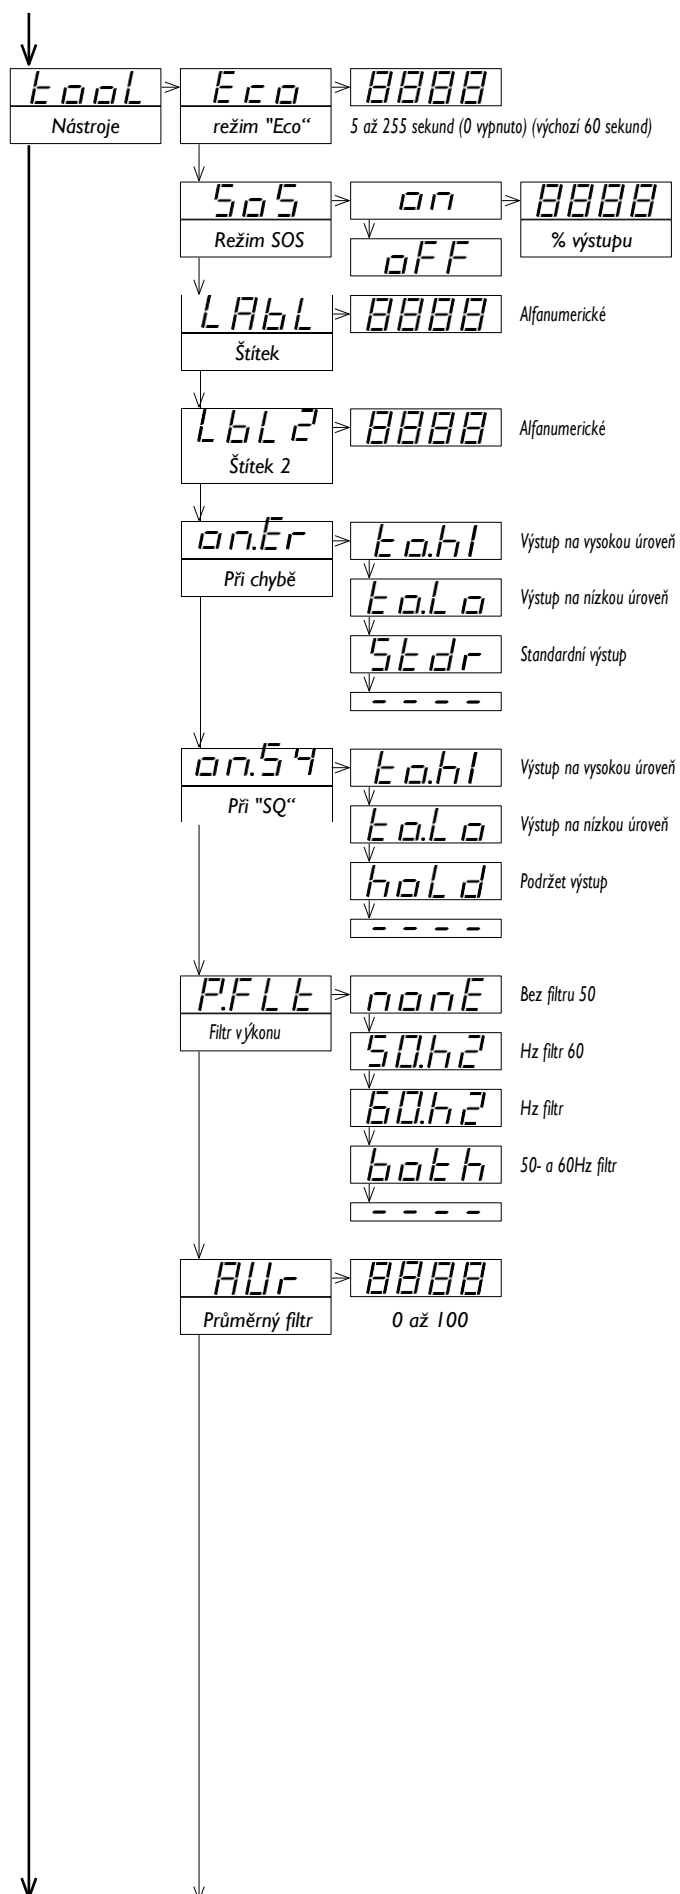 tooL Eco 8888
Nástroje režim "Eco“ 5 až 255 sekund (0 vypnuto) (výchozí 60 sekund)
SoS on 8888
Režim SOS % výstupu
oFF
LAbL 8888 Alfanumerické
Štítek
LbL2 8888 Alfanumerické
Štítek 2
on.Er to.hI Výstup na vysokou úroveň
Při chybě
to.Lo Výstup na nízkou úroveň
Stdr Standardní výstup
----
on.S4 to.hI Výstup na vysokou úroveň
Při "SQ“
to.Lo Výstup na nízkou úroveň
hoLd Podržet výstup
----
P.FLt nonE Bez filtru 50
Filtr výkonu
50.h2 Hz filtr 60
60.h2 Hz filtr
both 50- a 60Hz filtr
----
AUr 8888
Průměrný filtr 0 až 100